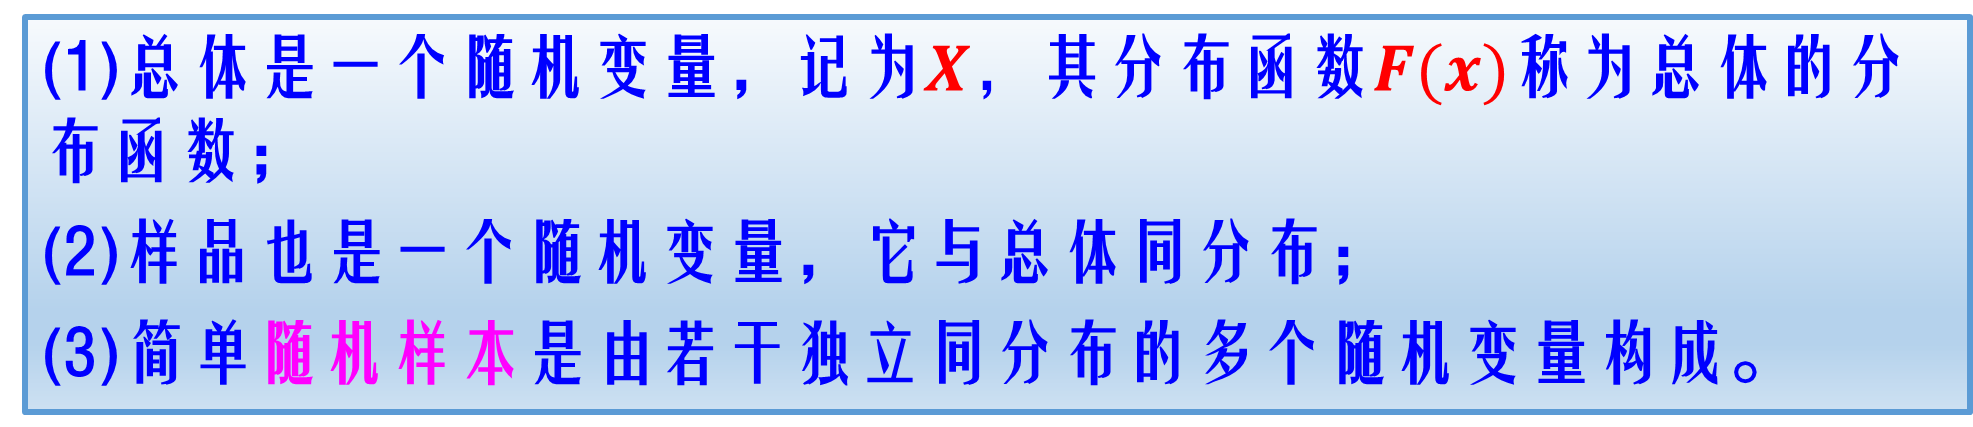 (1)总体是一个随机变量，记为X，其分布函数F(x)称为总体的分
布函数；
(2)样品也是一个随机变量，它与总体同分布；
(3)简单随机样本是由若干独立同分布的多个随机变量构成。